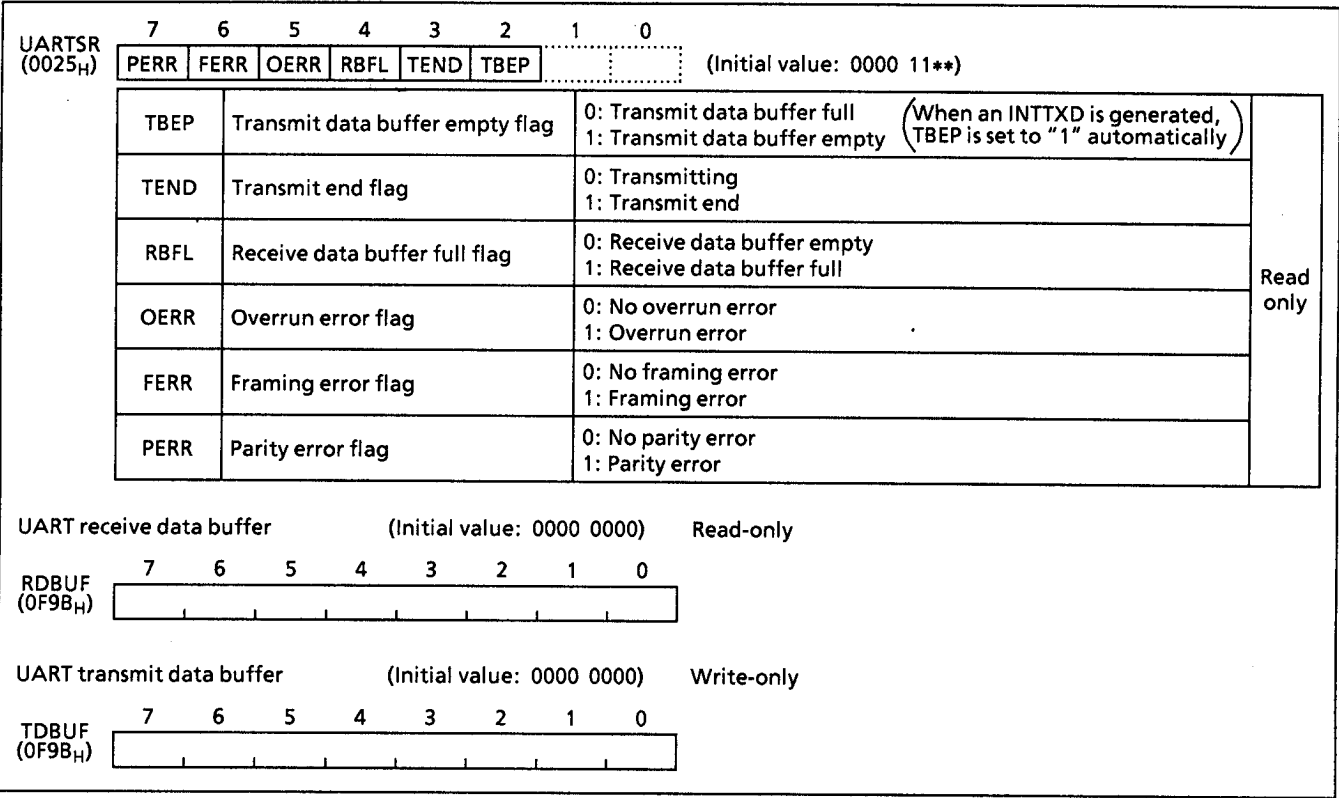 7 6 5 4 3 2 1 0
UARTSR
(0025H) PERR FERR OERR RBFL TEND TBEP (Initial value: 0000 11**)
TBEP Transmit data buffer empty flag 0: Transmit data buffer full (When an INTTXD is generated,
1: Transmit data buffer empty TBEP is set to "1" automatically)
TEND Transmit end flag 0: Transmitting
1: Transmit end
RBFL Receive data buffer full flag 0: Receive data buffer empty
1: Receive data buffer full
OERR Overrun error flag 0: No overrun error
1: Overrun error
FERR Framing error flag 0: No framing error
1: Framing error
PERR Parity error flag 0: No parity error
1: Parity error
Read
only
UART receive data buffer (Initial value: 0000 0000) Read-only
7 6 5 4 3 2 1 0
RDBUF
(0F9BH)
UART transmit data buffer (Initial value: 0000 0000) Write-only
7 6 5 4 3 2 1 0
TDBUF
(0F9BH)